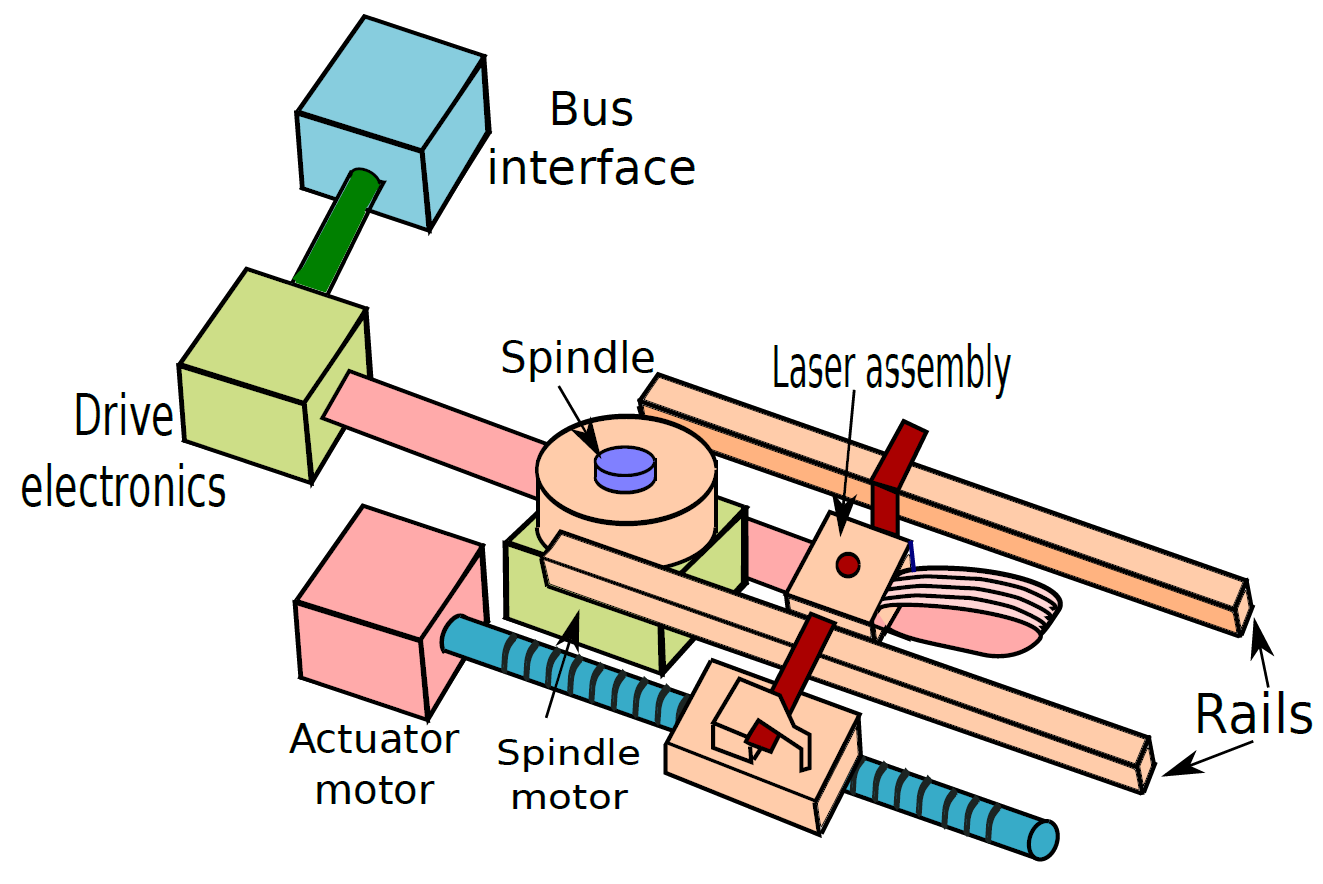 Bus
interface
Spindle
Laser assembly
Drive
electronics
Rails
Actuator
motor
Spindle
motor